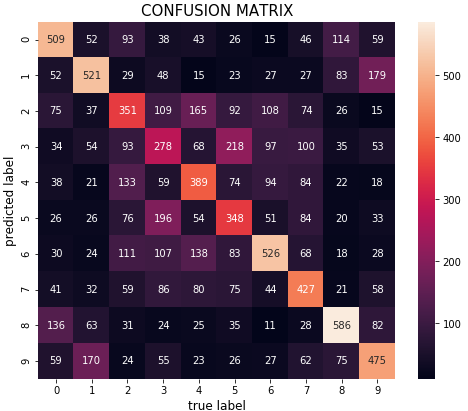 CONFUSION MATRIX
predicted label
0 509 52 93 38 43 26 15 46 114 59
1 52 521 29 48 15 23 27 27 83 179
2 75 37 351 109 165 92 108 74 26 15
3 34 54 93 278 68 218 97 100 35 53
4 38 21 133 59 389 74 94 84 22 18
5 26 26 76 196 54 348 51 84 20 33
6 30 24 111 107 138 83 526 68 18 28
7 41 32 59 86 80 75 44 427 21 58
8 136 63 31 24 25 35 11 28 586 82
9 59 170 24 55 23 26 27 62 75 475
0 1 2 3 4 5 6 7 8 9
true label
500
400
300
200
100